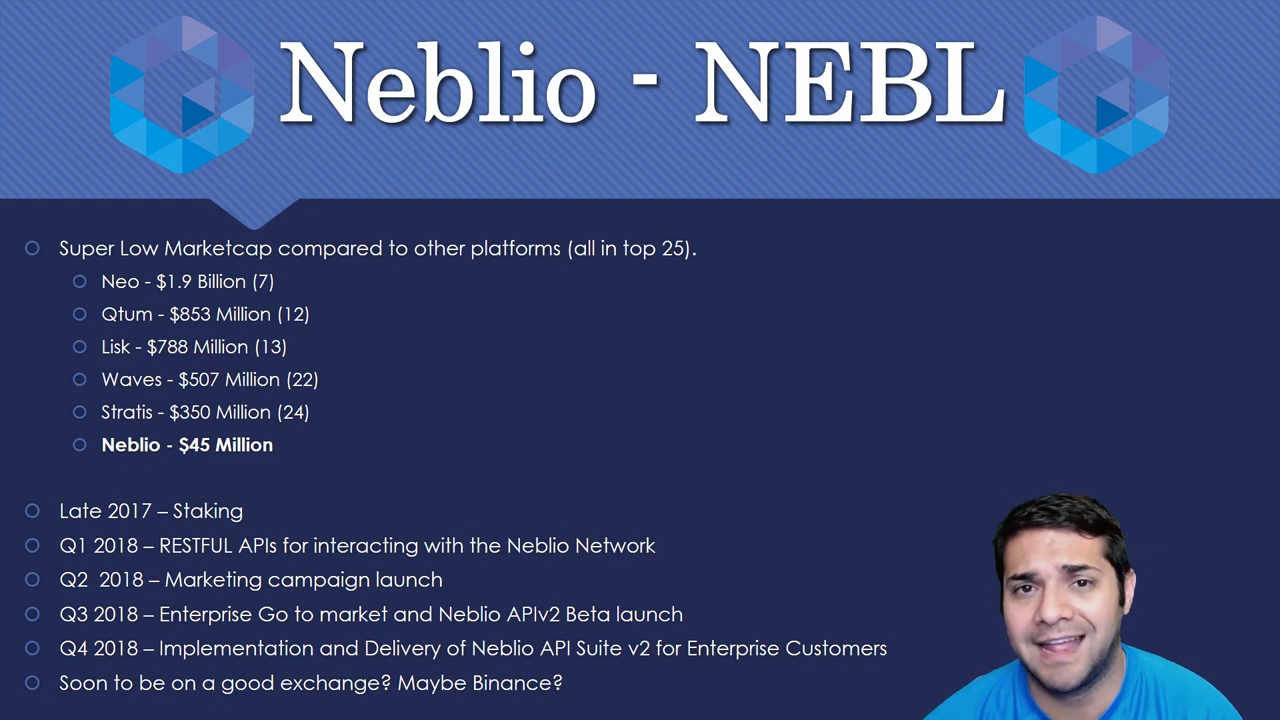 Neblio - NEBL
Super Low Marketcap compared to other platforms (all in top 25).
Neo - $1.9 Billion (7)
Qtum - $853 Million (12)
Lisk - $788 Million (13)
Waves - $507 Million (22)
Stratis - $350 Million (24)
Neblio - $45 Million
Late 2017 – Staking
Q1 2018 – RESTFUL APIs for interacting with the Neblio Network
Q2  2018 – Marketing campaign launch
Q3 2018 – Enterprise Go to market and Neblio APIv2 Beta launch
Q4 2018 – Implementation and Delivery of Neblio API Suite v2 for Enterprise Customers
Soon to be on a good exchange? Maybe Binance?